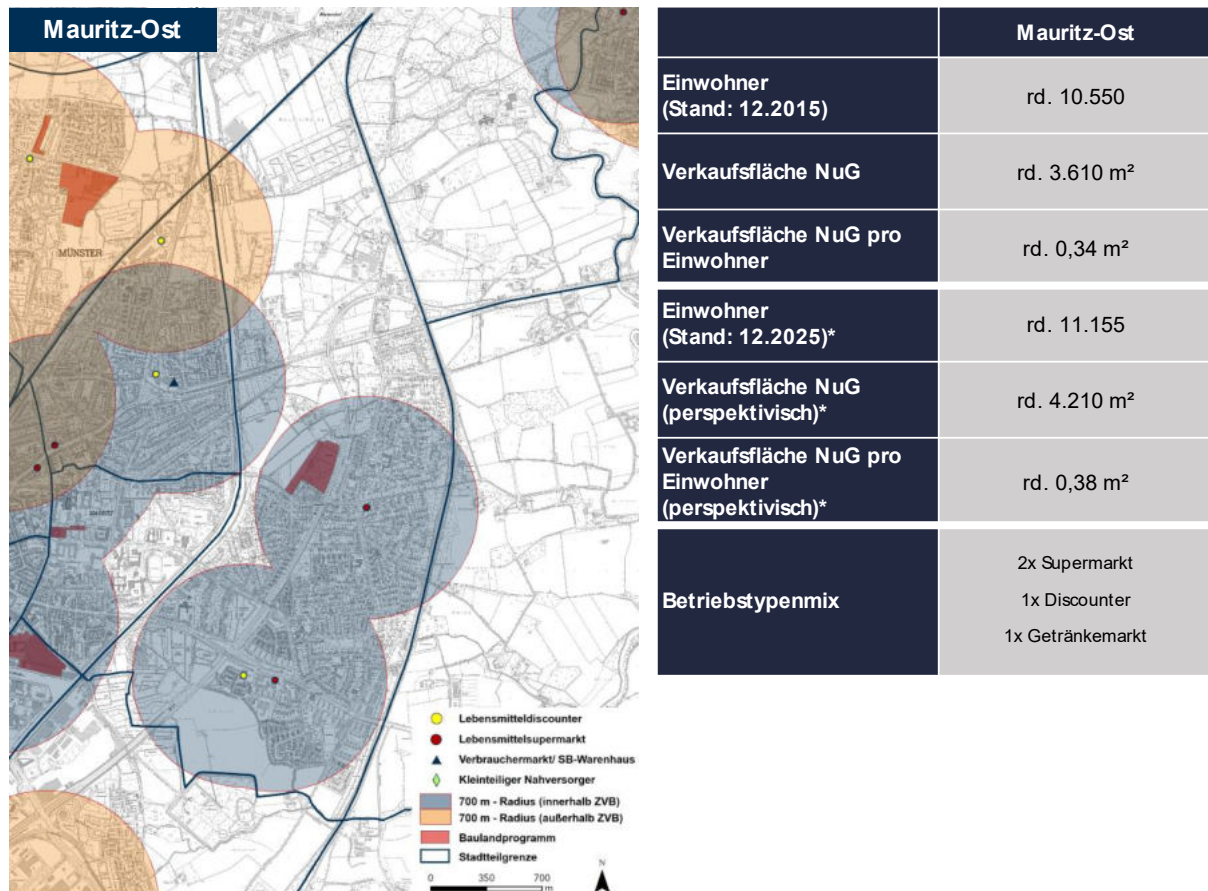 Mauritz-Ost
MÜNSTER
Lebensmitteldiscounter
Lebensmittelsupermarkt
Verbrauchermarkt/ SB-Warenhaus
Kleinteiliger Nahversorger
700 m - Radius (innerhalb ZVB)
700 m - Radius (außerhalb ZVB)
Baulandprogramm
Stadtteilgrenze
0 350 700
m
N
Mauritz-Ost
Einwohner
(Stand: 12.2015)
rd. 10.550
Verkaufsfläche NuG
rd. 3.610 m²
Verkaufsfläche NuG pro
Einwohner
rd. 0,34 m²
Einwohner
(Stand: 12.2025)*
rd. 11.155
Verkaufsfläche NuG
(perspektivisch)*
rd. 4.210 m²
Verkaufsfläche NuG pro
Einwohner
(perspektivisch)*
rd. 0,38 m²
Betriebstypenmix
2x Supermarkt
1x Discounter
1x Getränkemarkt